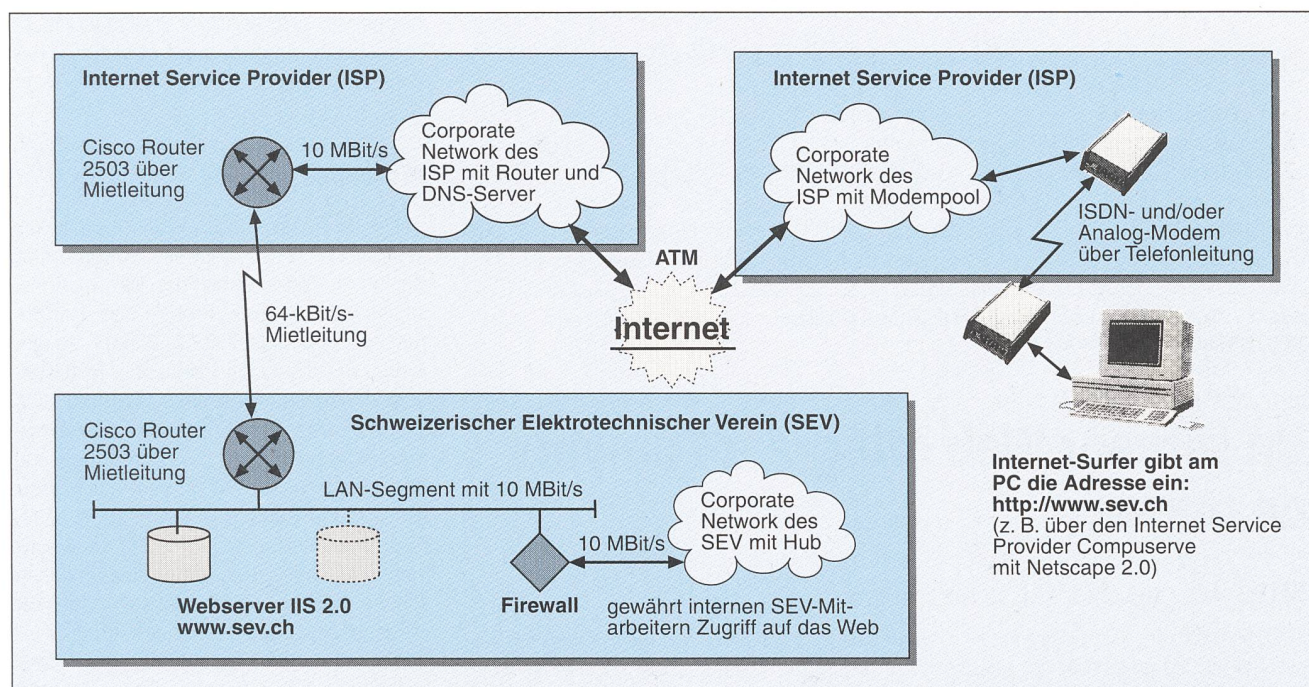 Internet Service Provider (ISP)
Cisco Router
2503 über
Mietleitung
10 MBit/s
Corporate
Network des
ISP mit Router und
DNS-Server
Internet Service Provider (ISP)
Corporate
Network des
ISP mit Modempool
ISDN- und/oder
Analog-Modem
über Telefonleitung
ATM
Internet
64-kBit/s-
Mietleitung
Schweizerischer Elektrotechnischer Verein (SEV)
Cisco Router
2503 über
Mietleitung
LAN-Segment mit 10 MBit/s
Corporate
Network des
SEV mit Hub
10 MBit/s
Webserver IIS 2.0
www.sev.ch
Firewall
gewährt internen SEV-Mit-
arbeitern Zugriff auf das Web
Internet-Surfer gibt am
PC die Adresse ein:
http://www.sev.ch
(z. B. über den Internet Service
Provider Compuserve
mit Netscape 2.0)